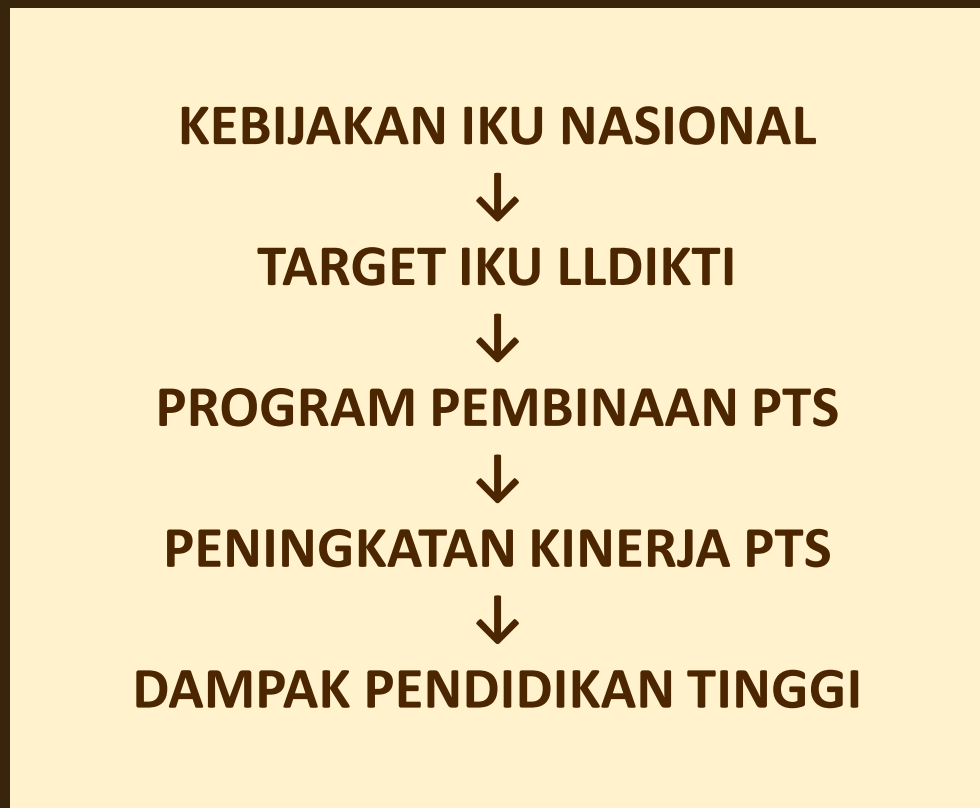 KEBIJAKAN IKU NASIONAL
↓
TARGET IKU LLDIKTI
↓
PROGRAM PEMBINAAN PTS
↓
PENINGKATAN KINERJA PTS
↓
DAMPAK PENDIDIKAN TINGGI